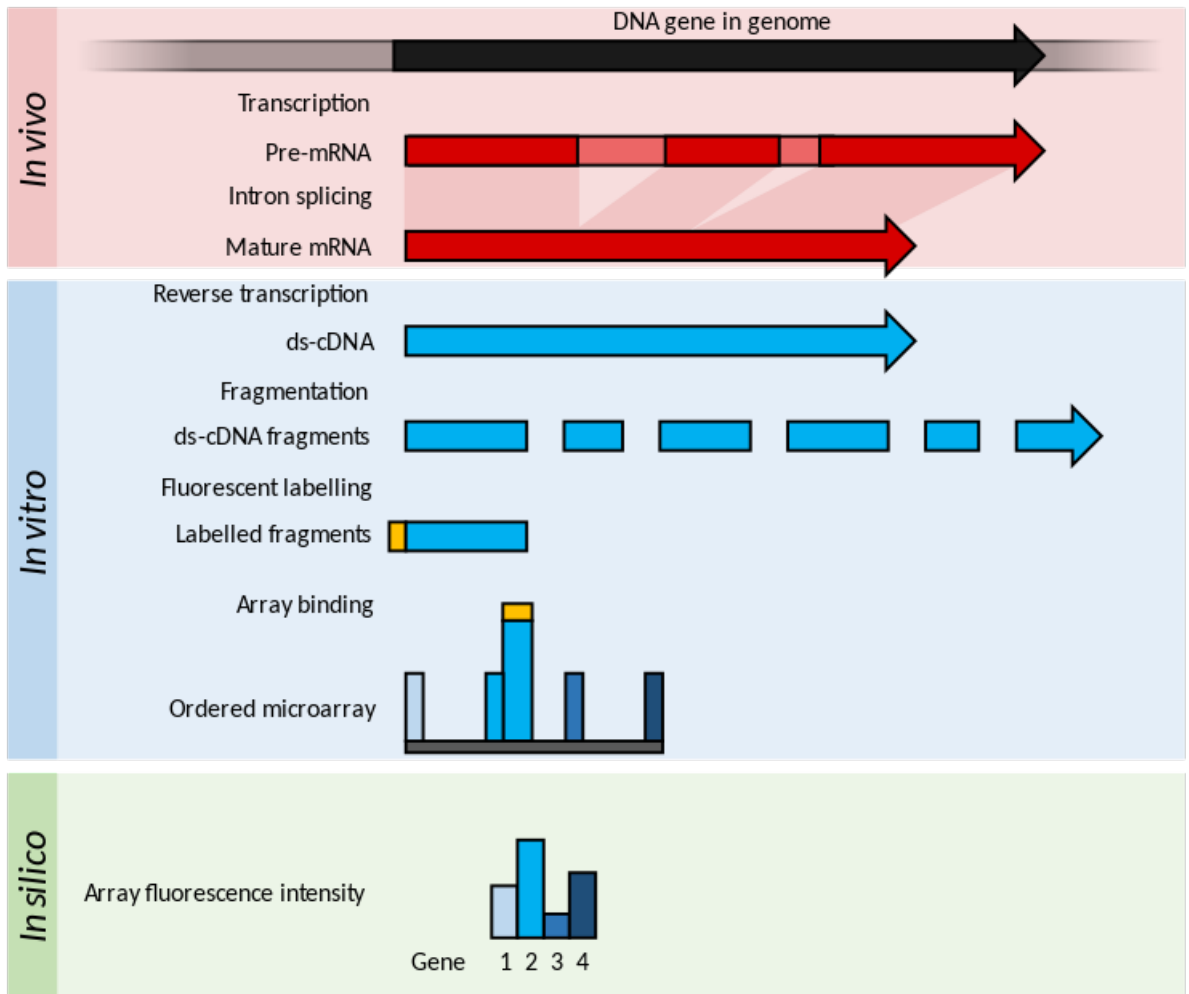 In vivo
DNA gene in genome
Transcription
Pre-mRNA
Intron splicing
Mature mRNA
In vitro
Reverse transcription
ds-cDNA
Fragmentation
ds-cDNA fragments
Fluorescent labelling
Labelled fragments
Array binding
Ordered microarray
In silico
Array fluorescence intensity
Gene 1 2 3 4